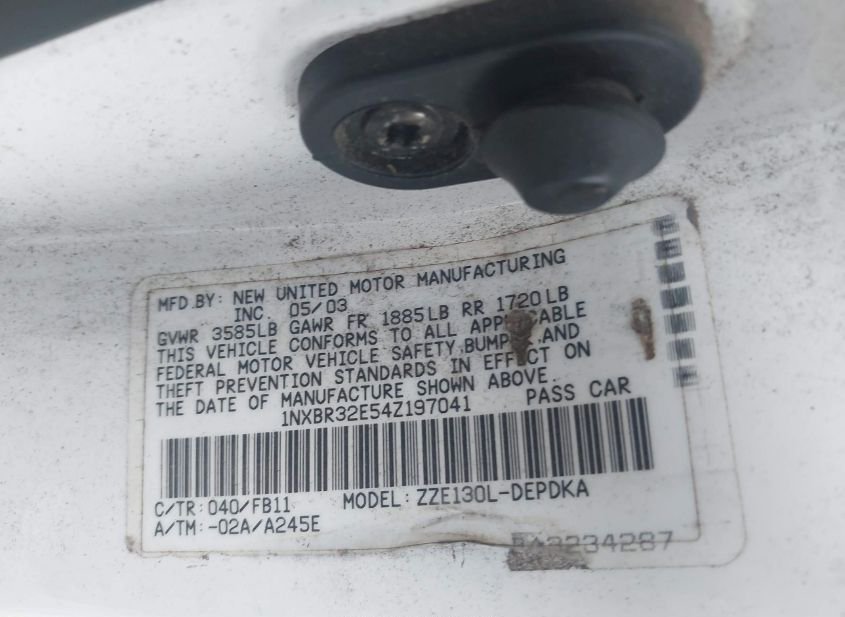 MFD.BY: NEW UNITED MOTOR MANUFACTURING
INC. 05/03
GVWR 3585LB GAWR FR 1885LB RR 1720LB
THIS VEHICLE CONFORMS TO ALL APPLICABLE
FEDERAL MOTOR VEHICLE SAFETY, BUMPER, AND
THEFT PREVENTION STANDARDS IN EFFECT ON
THE DATE OF MANUFACTURE SHOWN ABOVE.
1NXBR32E54Z197041 PASS CAR
C/TR: 040/FB11 MODEL: ZZE130L-DEPDKA
A/TM: -02A/A245E